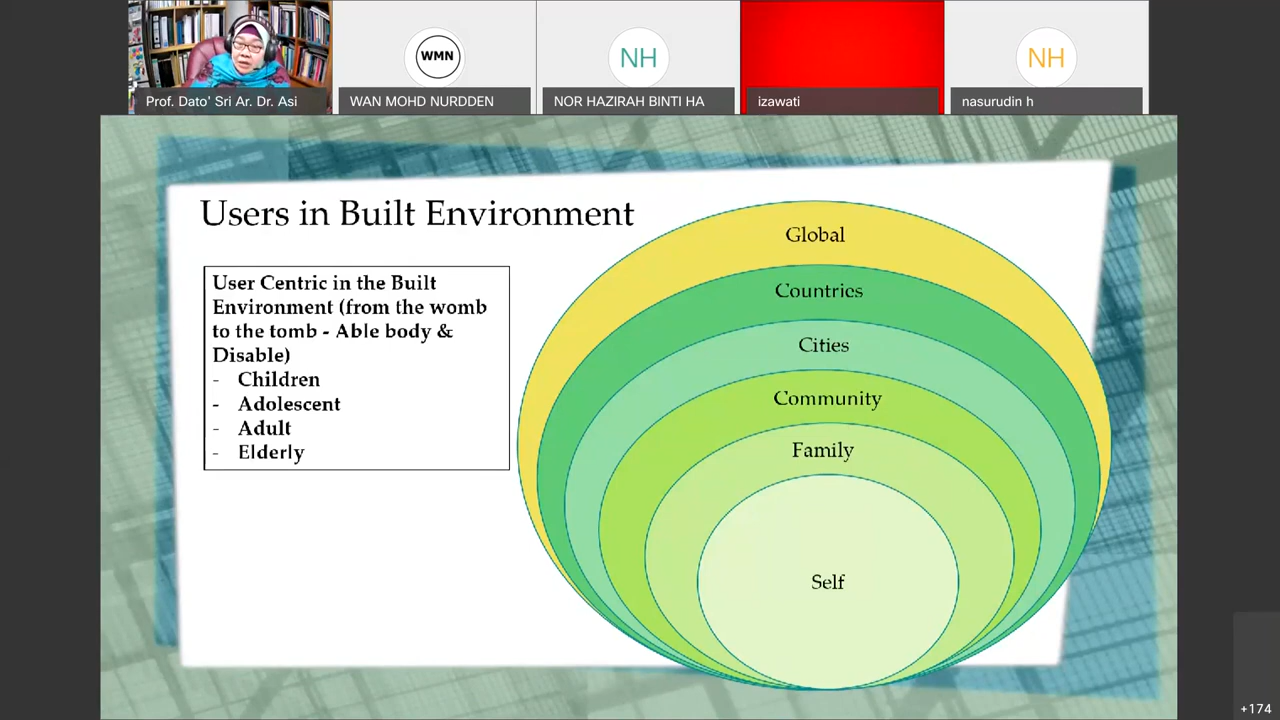 WMN
NH
NH
Prof. Dato' Sri Ar. Dr. Asi
WAN MOHD NURDDEN
NOR HAZIRAH BINTI HA
izawati
nasurudin h
Users in Built Environment
User Centric in the Built
Environment (from the womb
to the tomb - Able body &
Disable)
- Children
- Adolescent
- Adult
- Elderly
Global
Countries
Cities
Community
Family
Self
+174